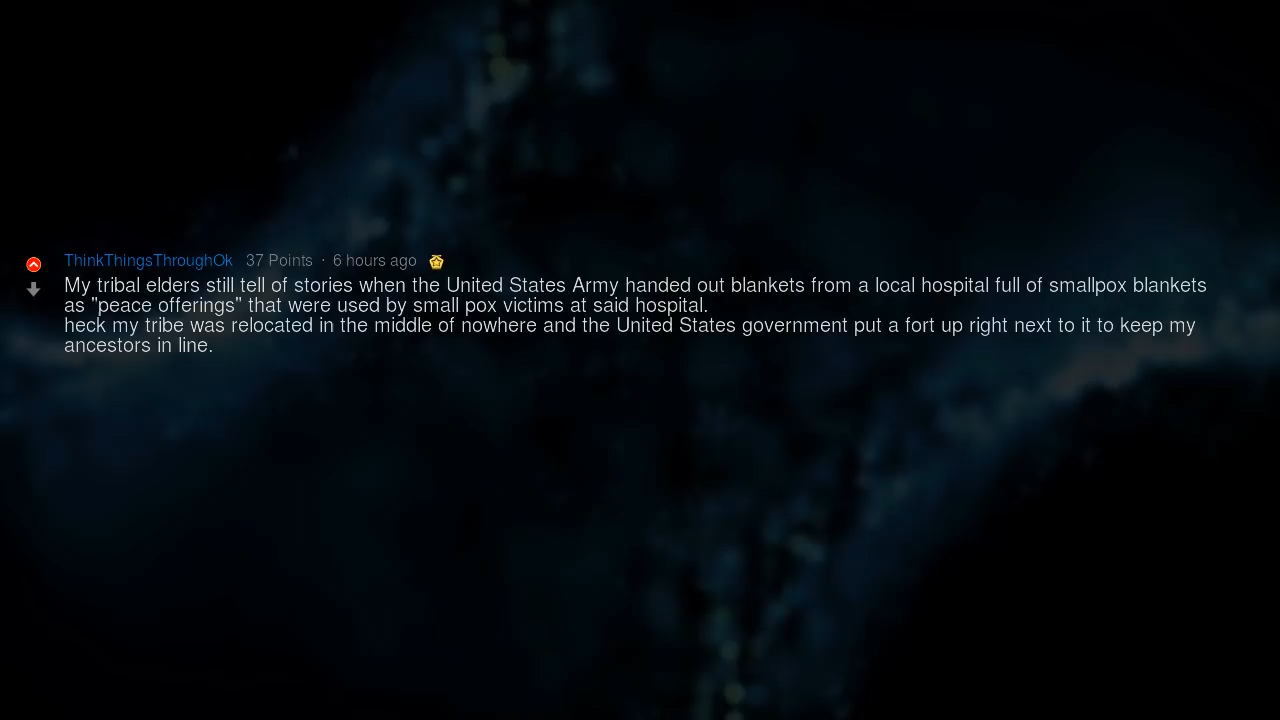 ThinkThingsThroughOk 37 Points · 6 hours ago
My tribal elders still tell of stories when the United States Army handed out blankets from a local hospital full of smallpox blankets
as "peace offerings" that were used by small pox victims at said hospital.
heck my tribe was relocated in the middle of nowhere and the United States government put a fort up right next to it to keep my
ancestors in line.